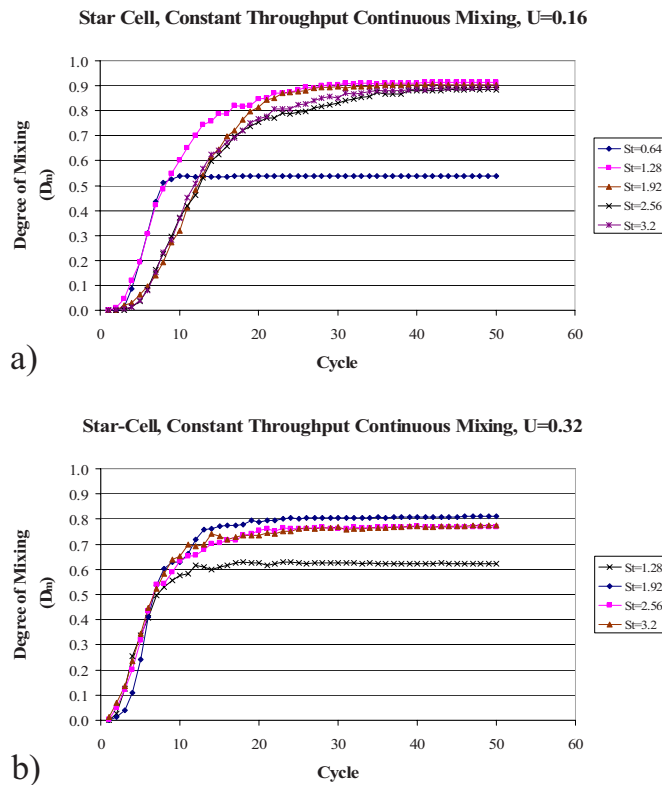 Star Cell, Constant Throughput Continuous Mixing, U=0.16
1.0
0.9
0.8
0.7
0.6
0.5
0.4
0.3
0.2
0.1
0.0
Degree of Mixing
(Dm)
0 10 20 30 40 50 60
Cycle
St=0.64
St=1.28
St=1.92
St=2.56
St=3.2
a)
Star-Cell, Constant Throughput Continuous Mixing, U=0.32
1.0
0.9
0.8
0.7
0.6
0.5
0.4
0.3
0.2
0.1
0.0
Degree of Mixing
(Dm)
0 10 20 30 40 50 60
Cycle
St=1.28
St=1.92
St=2.56
St=3.2
b)